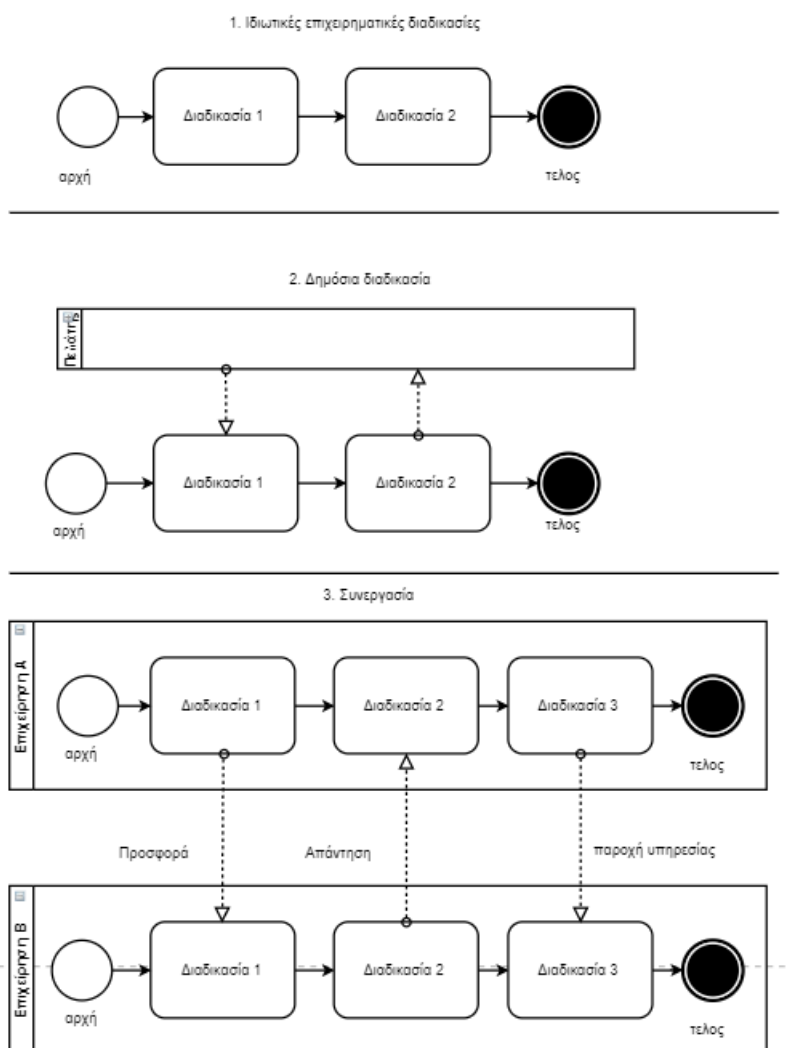 1. Ιδιωτικές επιχειρηματικές διαδικασίες
Διαδικασία 1
Διαδικασία 2
αρχή
τελος
2. Δημόσια διαδικασία
Πελάτης
Διαδικασία 1
Διαδικασία 2
αρχή
τελος
3. Συνεργασία
Επιχείρηση Α
Διαδικασία 1
Διαδικασία 2
Διαδικασία 3
αρχή
τελος
Προσφορά
Απάντηση
παροχή υπηρεσίας
Επιχείρηση Β
Διαδικασία 1
Διαδικασία 2
Διαδικασία 3
αρχή
τελος